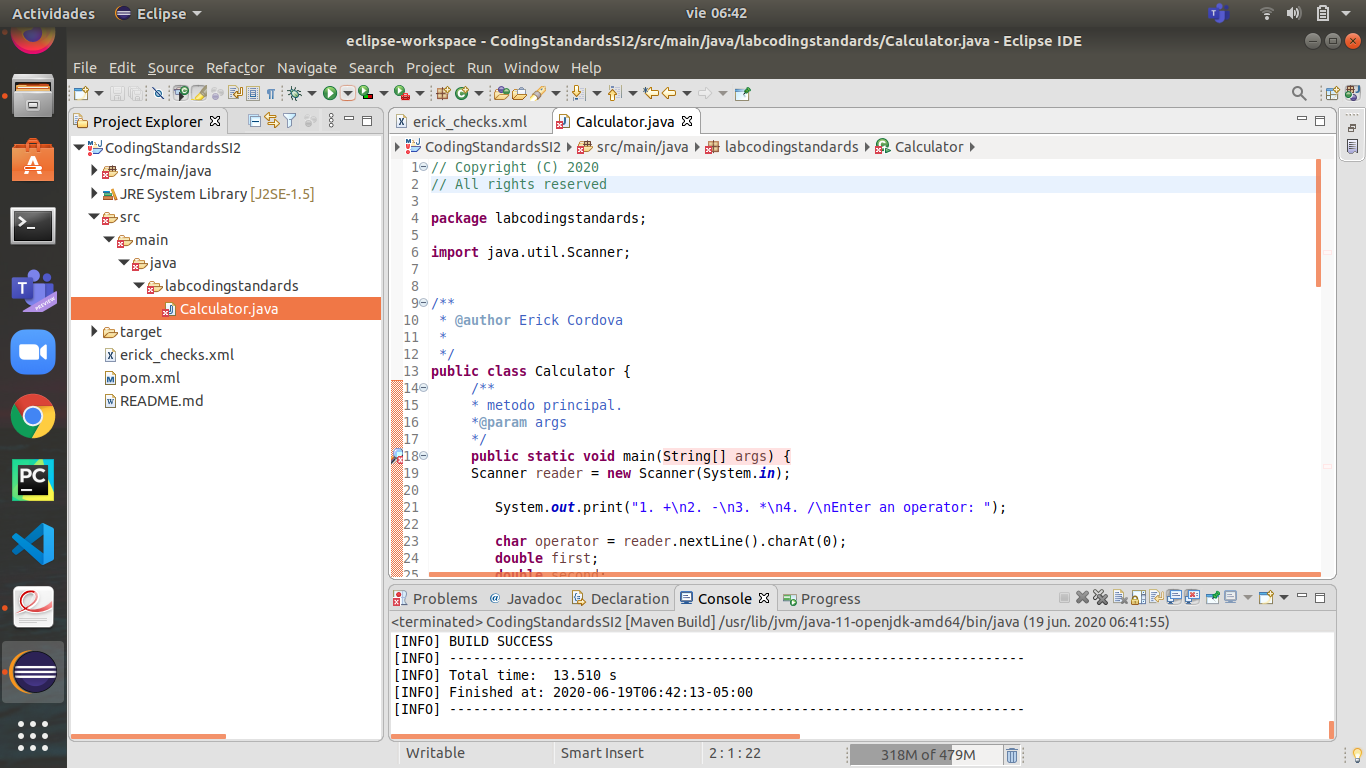 Actividades Eclipse vie 06:42
eclipse-workspace - CodingStandardsSI2/src/main/java/labcodingstandards/Calculator.java - Eclipse IDE
File Edit Source Refactor Navigate Search Project Run Window Help
Project Explorer
CodingStandardsSI2
src/main/java
JRE System Library [J2SE-1.5]
src
main
java
labcodingstandards
Calculator.java
target
erick_checks.xml
pom.xml
README.md
erick_checks.xml Calculator.java
CodingStandardsSI2 src/main/java labcodingstandards Calculator
1 // Copyright (C) 2020
2 // All rights reserved
3
4 package labcodingstandards;
5
6 import java.util.Scanner;
7
8
9 /**
10 * @author Erick Cordova
11 *
12 */
13 public class Calculator {
14 /**
15 * metodo principal.
16 *@param args
17 */
18 public static void main(String[] args) {
19 Scanner reader = new Scanner(System.in);
20
21 System.out.print("1. +\n2. -\n3. *\n4. /\nEnter an operator: ");
22
23 char operator = reader.nextLine().charAt(0);
24 double first;
25 double second;
Problems Javadoc Declaration Console Progress
<terminated> CodingStandardsSI2 [Maven Build] /usr/lib/jvm/java-11-openjdk-amd64/bin/java (19 jun. 2020 06:41:55)
[INFO] BUILD SUCCESS
[INFO] ------------------------------------------------------------------------
[INFO] Total time:  13.510 s
[INFO] Finished at: 2020-06-19T06:42:13-05:00
[INFO] ------------------------------------------------------------------------
Writable Smart Insert 2 : 1 : 22 318M of 479M
PREVIEW
PC